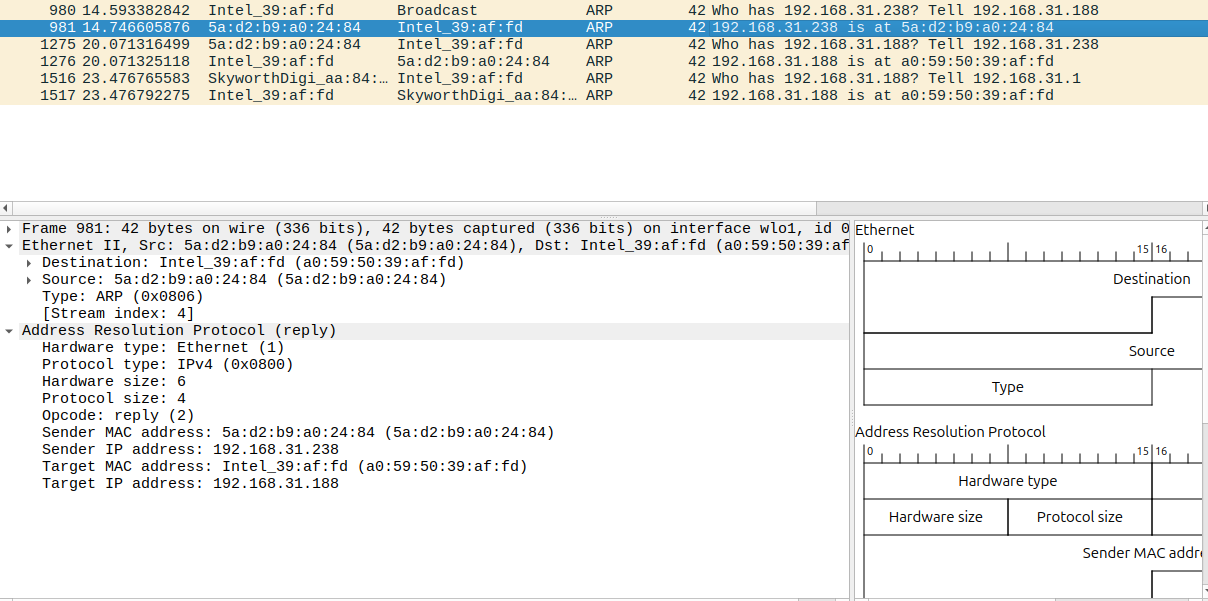 980 14.593382842 Intel_39:af:fd Broadcast ARP 42 Who has 192.168.31.238? Tell 192.168.31.188
981 14.746605876 5a:d2:b9:a0:24:84 Intel_39:af:fd ARP 42 192.168.31.238 is at 5a:d2:b9:a0:24:84
1275 20.071316499 5a:d2:b9:a0:24:84 Intel_39:af:fd ARP 42 Who has 192.168.31.188? Tell 192.168.31.238
1276 20.071325118 Intel_39:af:fd 5a:d2:b9:a0:24:84 ARP 42 192.168.31.188 is at a0:59:50:39:af:fd
1516 23.476765583 SkyworthDigi_aa:84:… Intel_39:af:fd ARP 42 Who has 192.168.31.188? Tell 192.168.31.1
1517 23.476792275 Intel_39:af:fd SkyworthDigi_aa:84:… ARP 42 192.168.31.188 is at a0:59:50:39:af:fd
Frame 981: 42 bytes on wire (336 bits), 42 bytes captured (336 bits) on interface wlo1, id 0
Ethernet II, Src: 5a:d2:b9:a0:24:84 (5a:d2:b9:a0:24:84), Dst: Intel_39:af:fd (a0:59:50:39:af
Destination: Intel_39:af:fd (a0:59:50:39:af:fd)
Source: 5a:d2:b9:a0:24:84 (5a:d2:b9:a0:24:84)
Type: ARP (0x0806)
[Stream index: 4]
Address Resolution Protocol (reply)
Hardware type: Ethernet (1)
Protocol type: IPv4 (0x0800)
Hardware size: 6
Protocol size: 4
Opcode: reply (2)
Sender MAC address: 5a:d2:b9:a0:24:84 (5a:d2:b9:a0:24:84)
Sender IP address: 192.168.31.238
Target MAC address: Intel_39:af:fd (a0:59:50:39:af:fd)
Target IP address: 192.168.31.188
Ethernet
0 15 16
Destination
Source
Type
Address Resolution Protocol
0 15 16
Hardware type
Hardware size Protocol size
Sender MAC addre